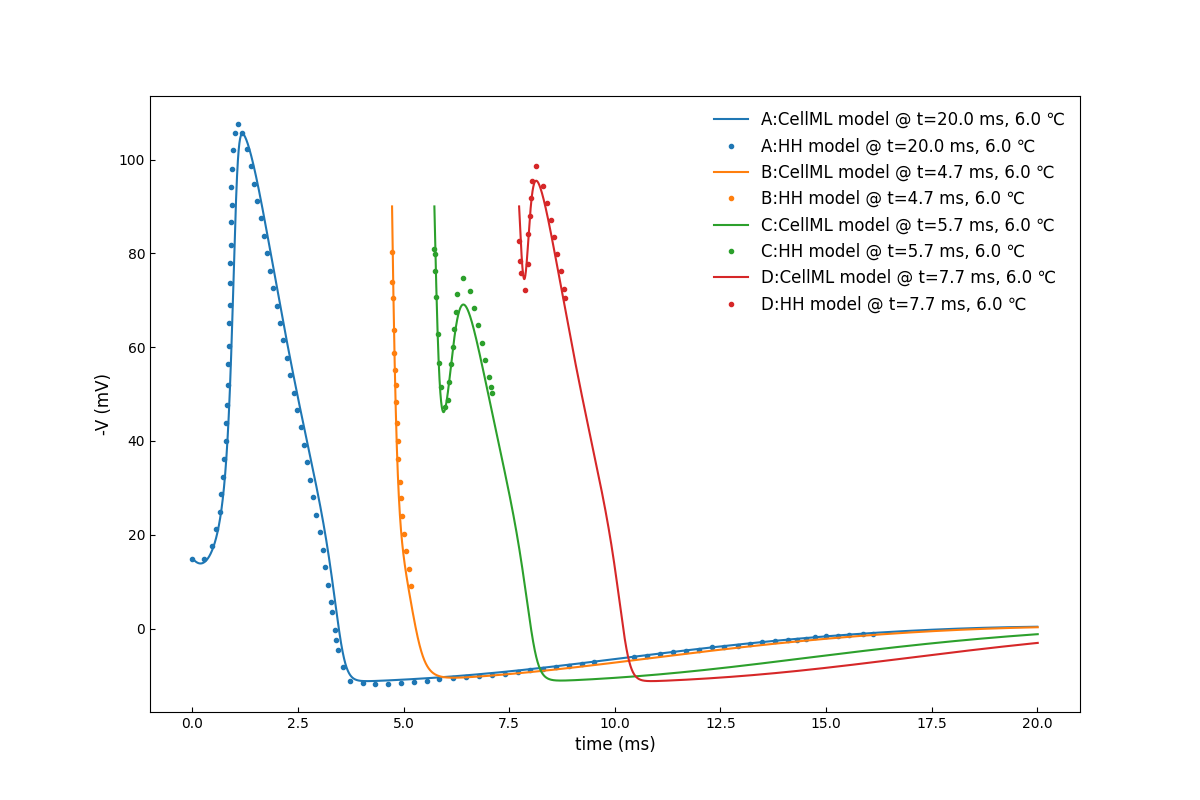 A:CellML model @ t=20.0 ms, 6.0 ℃
A:HH model @ t=20.0 ms, 6.0 ℃
B:CellML model @ t=4.7 ms, 6.0 ℃
B:HH model @ t=4.7 ms, 6.0 ℃
C:CellML model @ t=5.7 ms, 6.0 ℃
C:HH model @ t=5.7 ms, 6.0 ℃
D:CellML model @ t=7.7 ms, 6.0 ℃
D:HH model @ t=7.7 ms, 6.0 ℃
100
80
60
40
20
0
-V (mV)
0.0 2.5 5.0 7.5 10.0 12.5 15.0 17.5 20.0
time (ms)